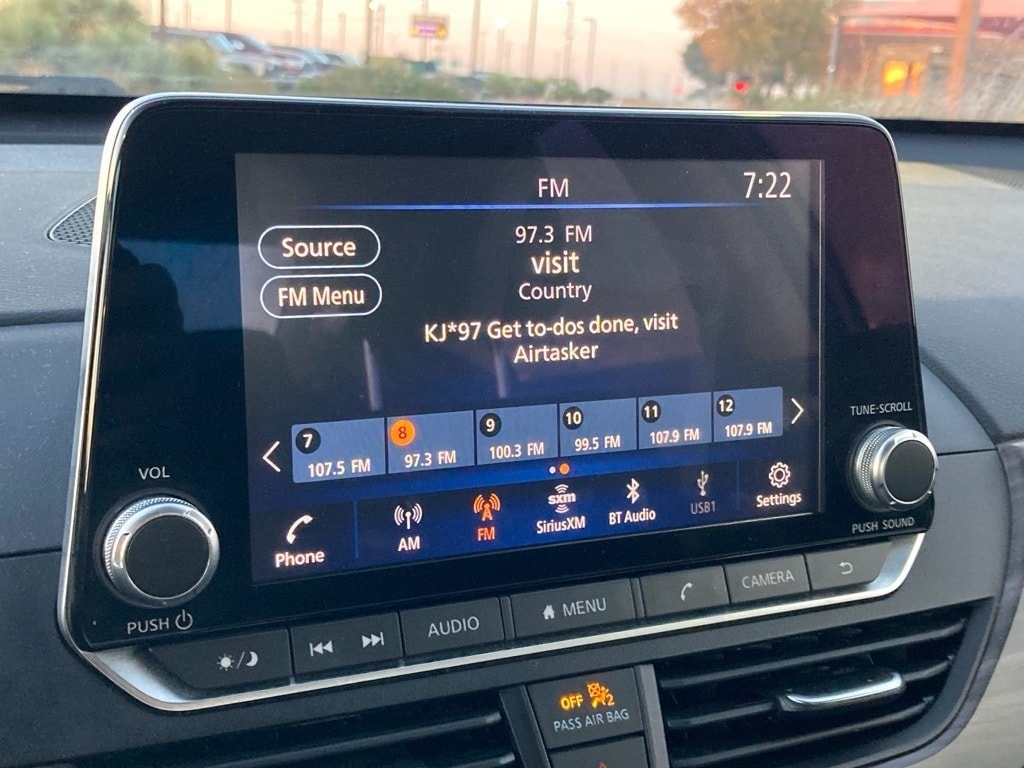 FM
7:22
Source
FM Menu
97.3 FM
visit
Country
KJ*97 Get to-dos done, visit
Airtasker
7
107.5 FM
8
97.3 FM
9
100.3 FM
10
99.5 FM
11
107.9 FM
12
107.9 FM
Phone
AM
FM
sxm
SiriusXM
BT Audio
USB1
Settings
VOL
PUSH
TUNE·SCROLL
PUSH SOUND
AUDIO
MENU
CAMERA
OFF 2
PASS AIR BAG